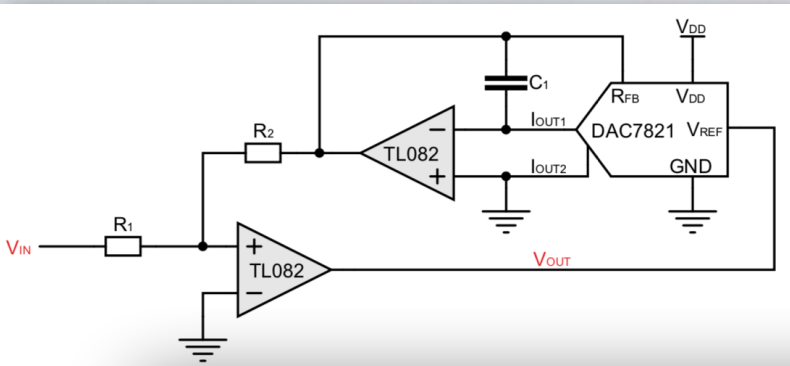 VDD
C1
RFB
VDD
IOUT1
DAC7821
VREF
R2
TL082
−
+
IOUT2
GND
R1
VIN
+
TL082
−
VOUT